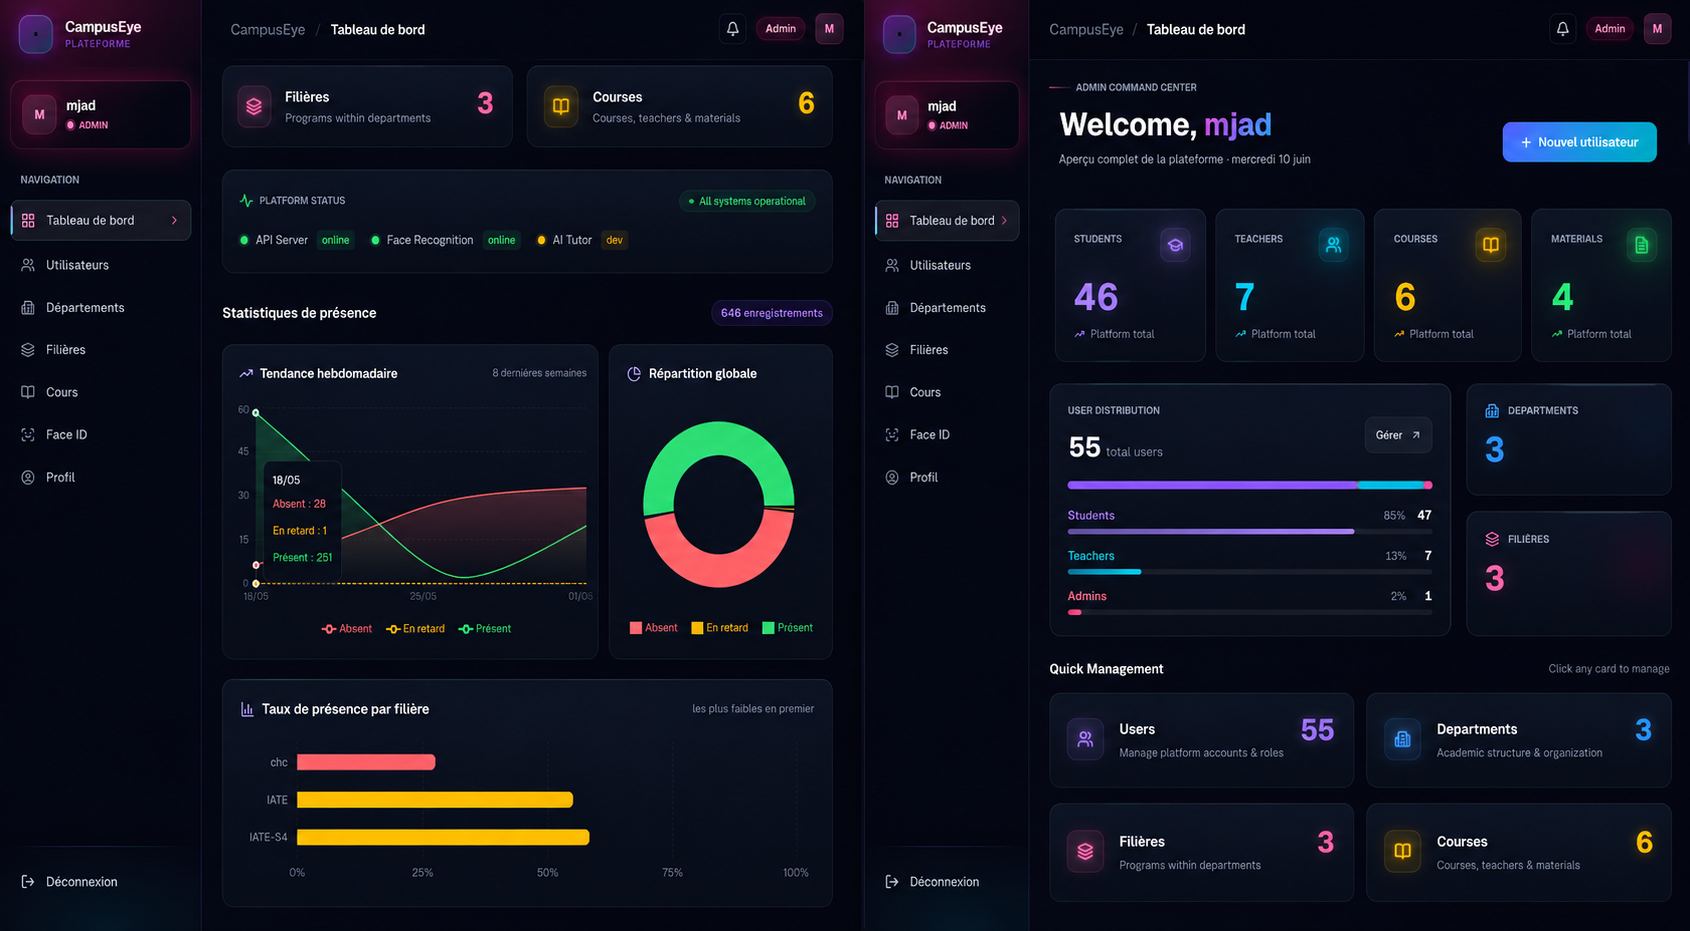 CampusEye
PLATEFORME
M
mjad
ADMIN
NAVIGATION
Tableau de bord
Utilisateurs
Départements
Filières
Cours
Face ID
Profil
Déconnexion
CampusEye / Tableau de bord
Admin
M
Filières
Programs within departments
3
Courses
Courses, teachers & materials
6
PLATFORM STATUS
All systems operational
API Server online
Face Recognition online
AI Tutor dev
Statistiques de présence
646 enregistrements
Tendance hebdomadaire
8 dernières semaines
60
45
30
15
0
18/05
Absent : 28
En retard : 1
Présent : 251
18/05 25/05 01/06
Absent En retard Présent
Répartition globale
Absent En retard Présent
Taux de présence par filière
les plus faibles en premier
chc
IATE
IATE-S4
0% 25% 50% 75% 100%
CampusEye
PLATEFORME
M
mjad
ADMIN
NAVIGATION
Tableau de bord
Utilisateurs
Départements
Filières
Cours
Face ID
Profil
Déconnexion
CampusEye / Tableau de bord
Admin
M
ADMIN COMMAND CENTER
Welcome, mjad
Aperçu complet de la plateforme · mercredi 10 juin
+ Nouvel utilisateur
STUDENTS
46
Platform total
TEACHERS
7
Platform total
COURSES
6
Platform total
MATERIALS
4
Platform total
USER DISTRIBUTION
55 total users
Gérer
Students 85% 47
Teachers 13% 7
Admins 2% 1
DEPARTMENTS
3
FILIÈRES
3
Quick Management
Click any card to manage
Users
Manage platform accounts & roles
55
Departments
Academic structure & organization
3
Filières
Programs within departments
3
Courses
Courses, teachers & materials
6